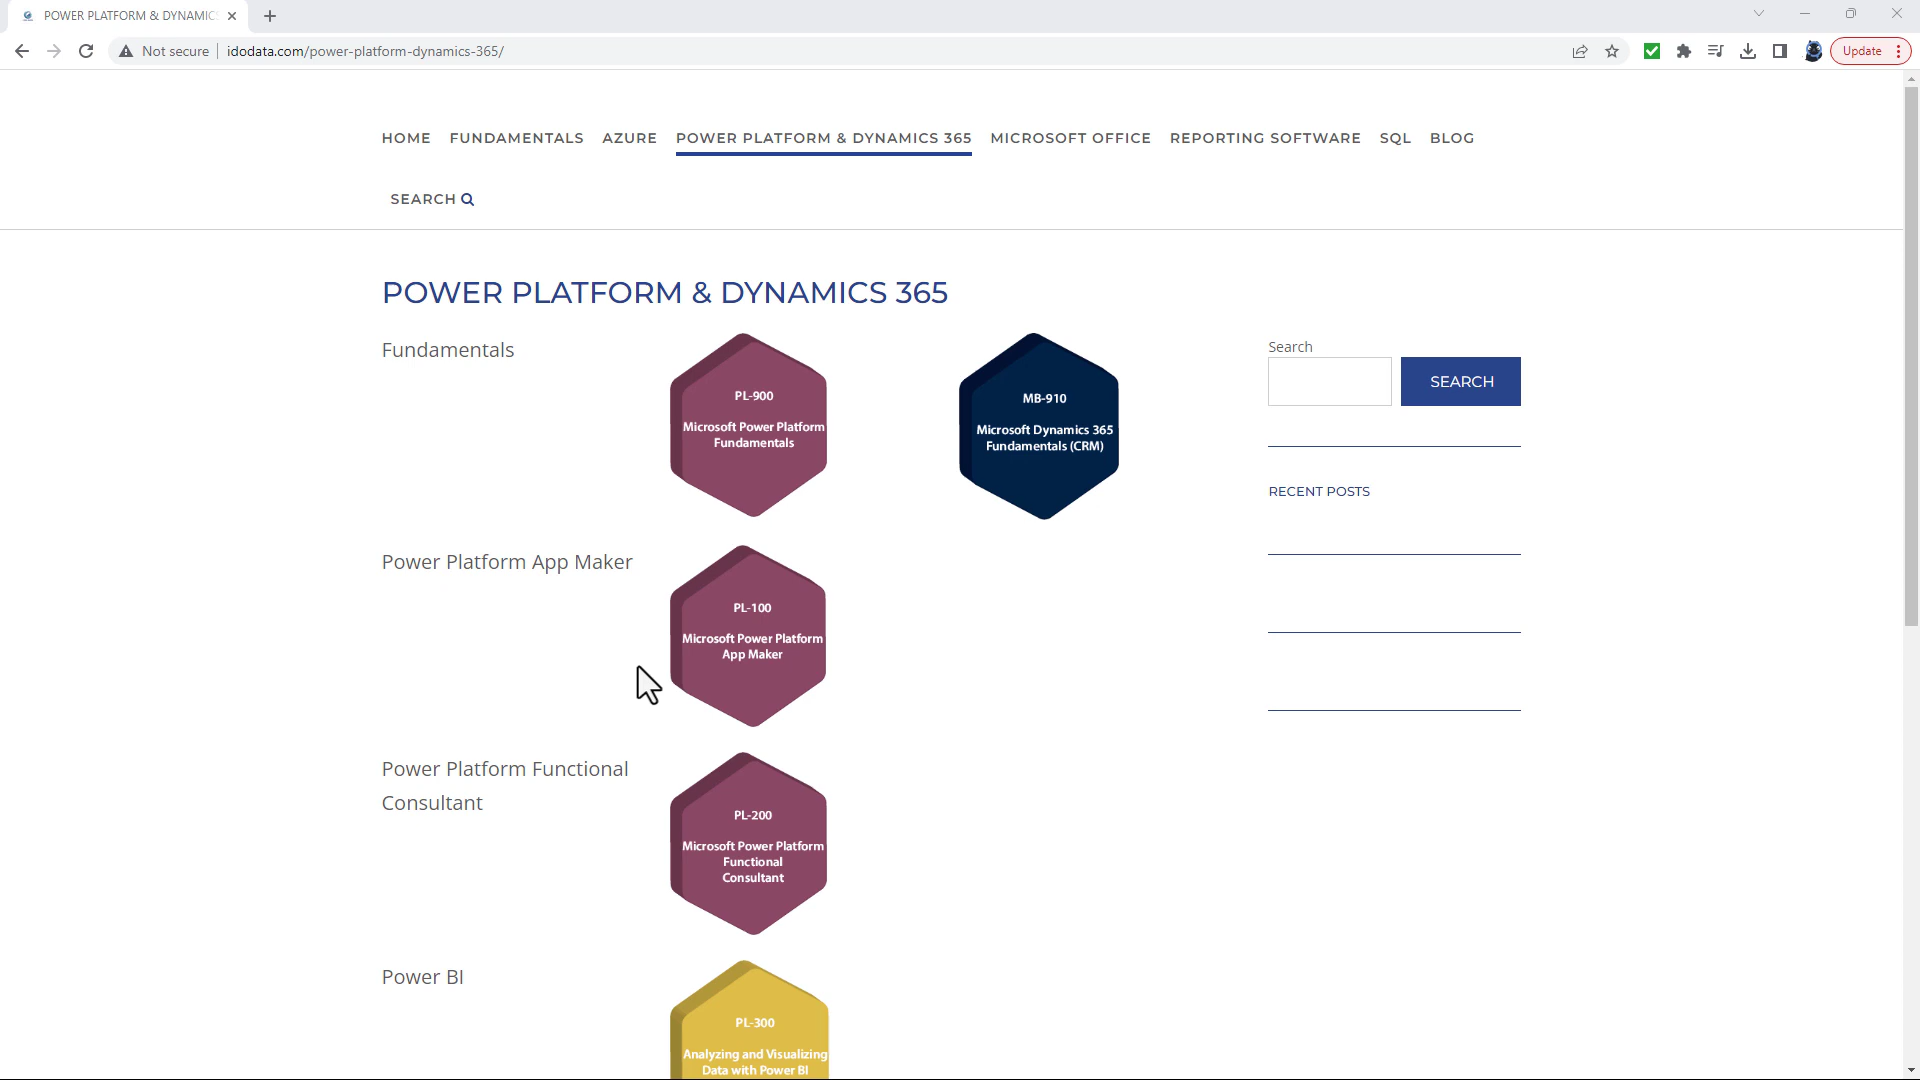 POWER PLATFORM & DYNAMIC
Not secure
idodata.com/power-platform-dynamics-365/
Update
HOME FUNDAMENTALS AZURE POWER PLATFORM & DYNAMICS 365 MICROSOFT OFFICE REPORTING SOFTWARE SQL BLOG
SEARCH
POWER PLATFORM & DYNAMICS 365
Fundamentals
PL-900
Microsoft Power Platform
Fundamentals
MB-910
Microsoft Dynamics 365
Fundamentals (CRM)
Search
SEARCH
RECENT POSTS
Power Platform App Maker
PL-100
Microsoft Power Platform
App Maker
Power Platform Functional
Consultant
PL-200
Microsoft Power Platform
Functional
Consultant
Power BI
PL-300
Analyzing and Visualizing
Data with Power BI